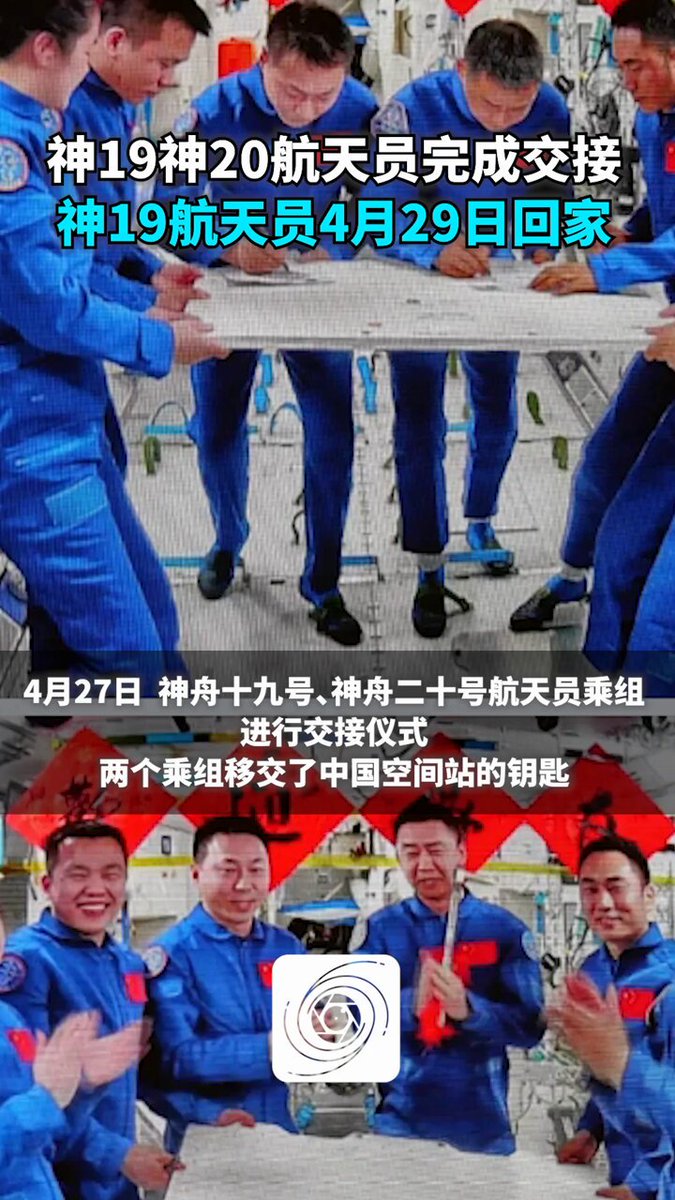 神19神20航天员完成交接
神19航天员4月29日回家
4月27日 神舟十九号、神舟二十号航天员乘组
进行交接仪式
两个乘组移交了中国空间站的钥匙